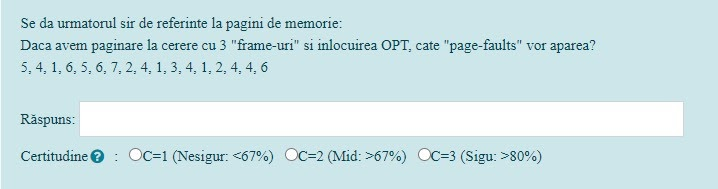 Se da urmatorul sir de referinte la pagini de memorie:
Daca avem paginare la cerere cu 3 "frame-uri" si inlocuirea OPT, cate "page-faults" vor aparea?
5, 4, 1, 6, 5, 6, 7, 2, 4, 1, 3, 4, 1, 2, 4, 4, 6
Răspuns:
Certitudine ? : C=1 (Nesigur: <67%) C=2 (Mid: >67%) C=3 (Sigu: >80%)